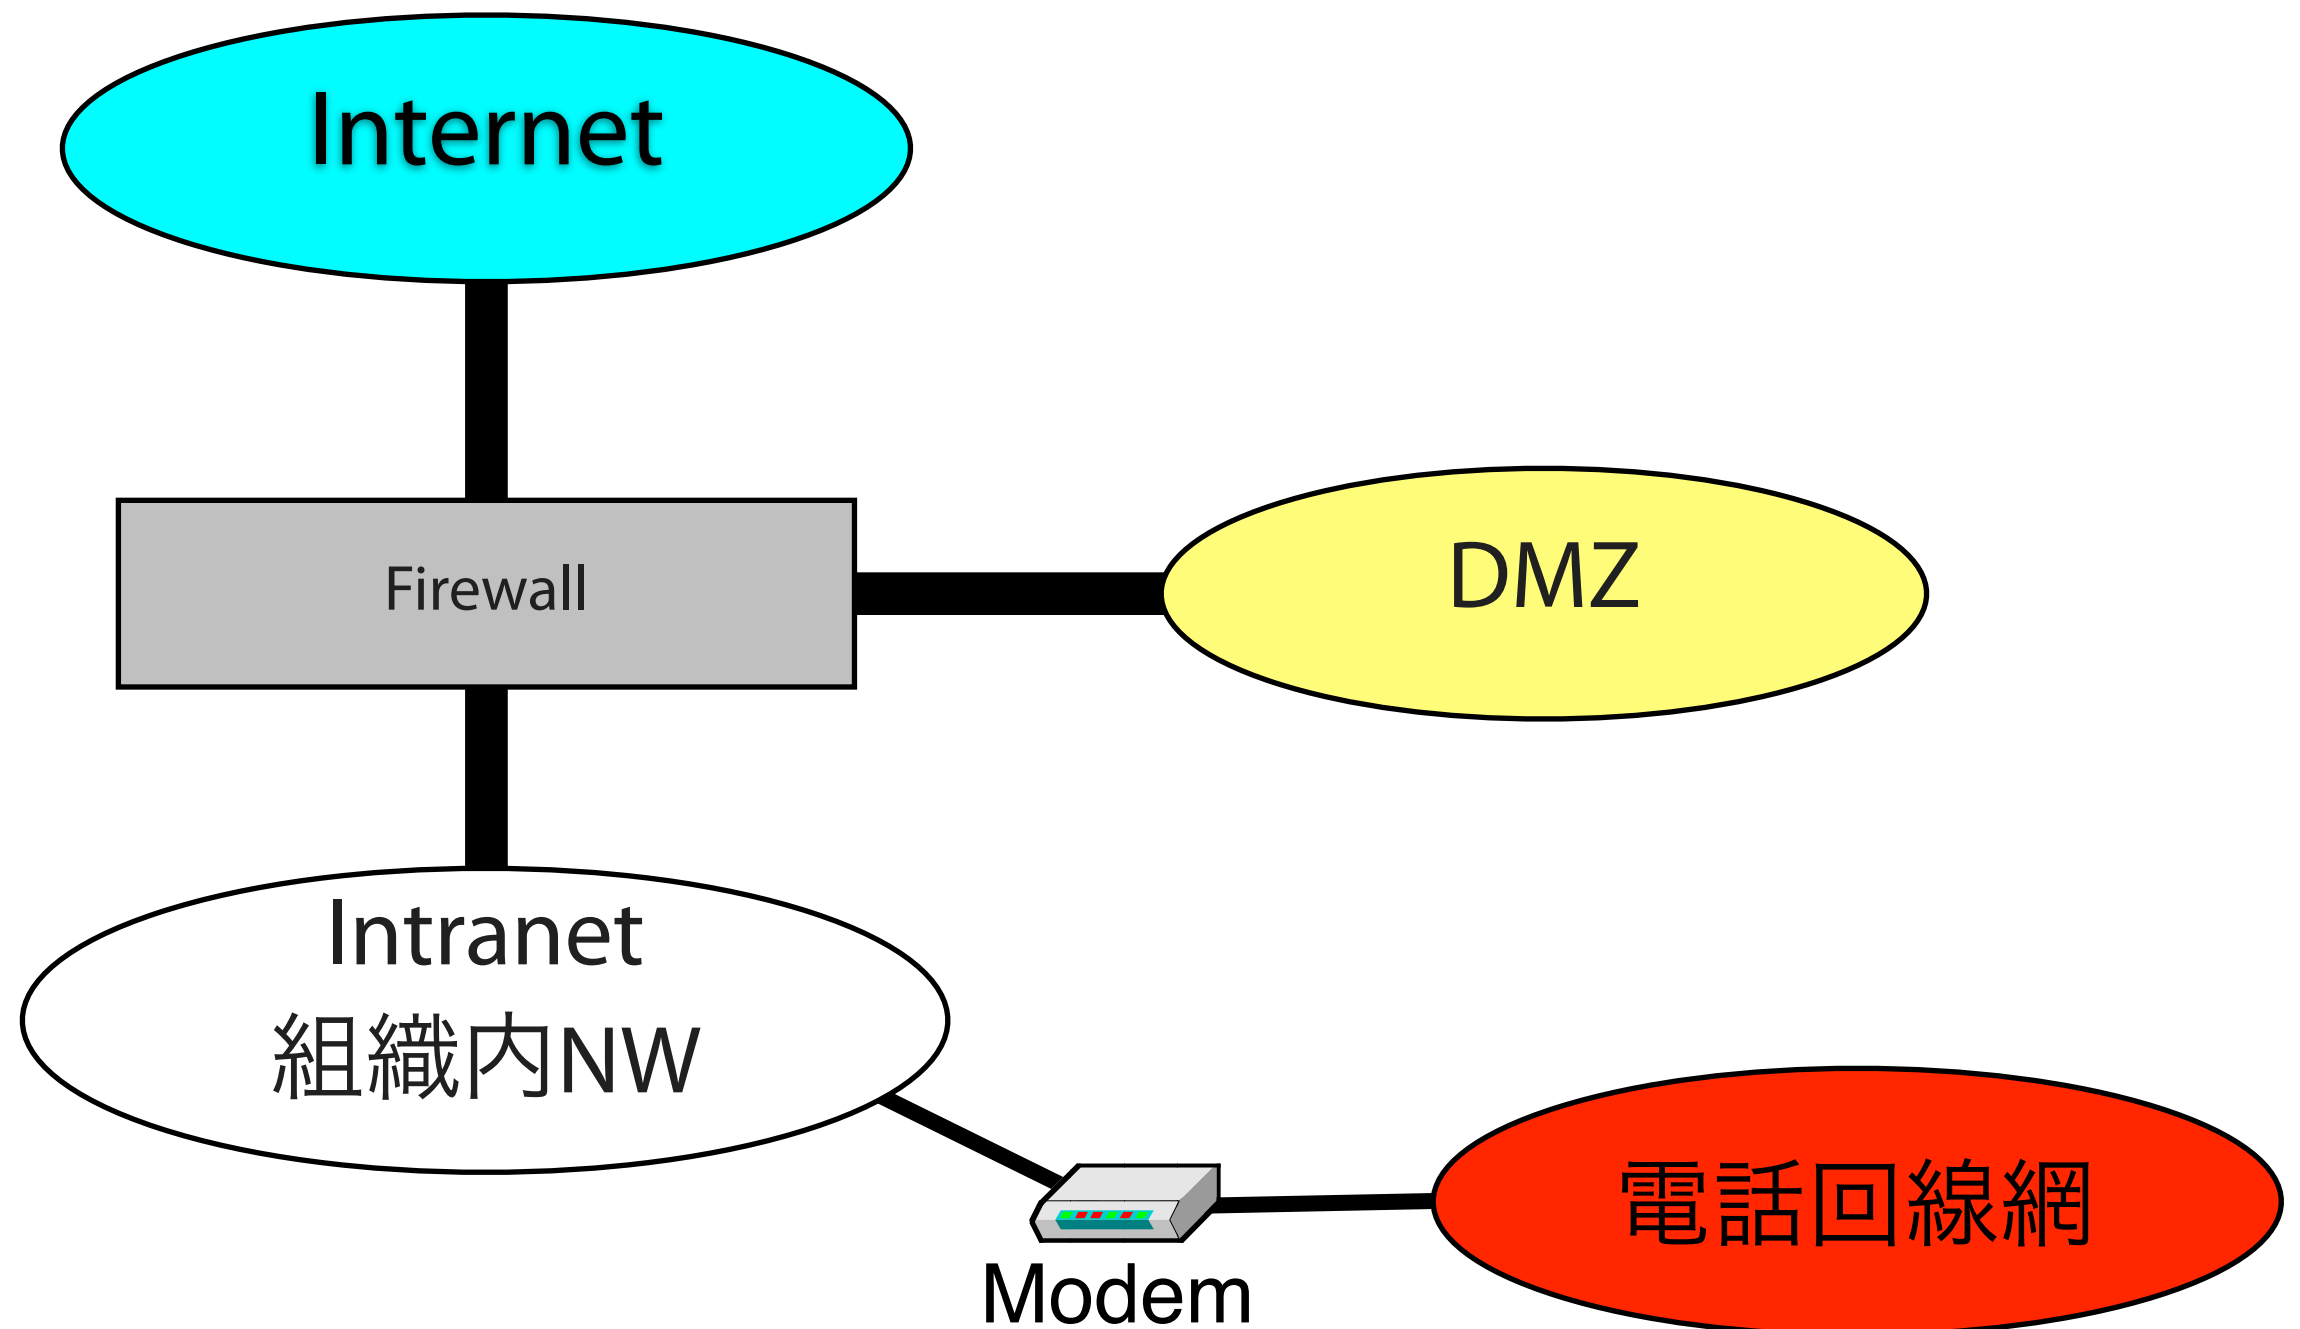 Internet
Firewall
DMZ
Intranet
組織内NW
電話回線網
Modem